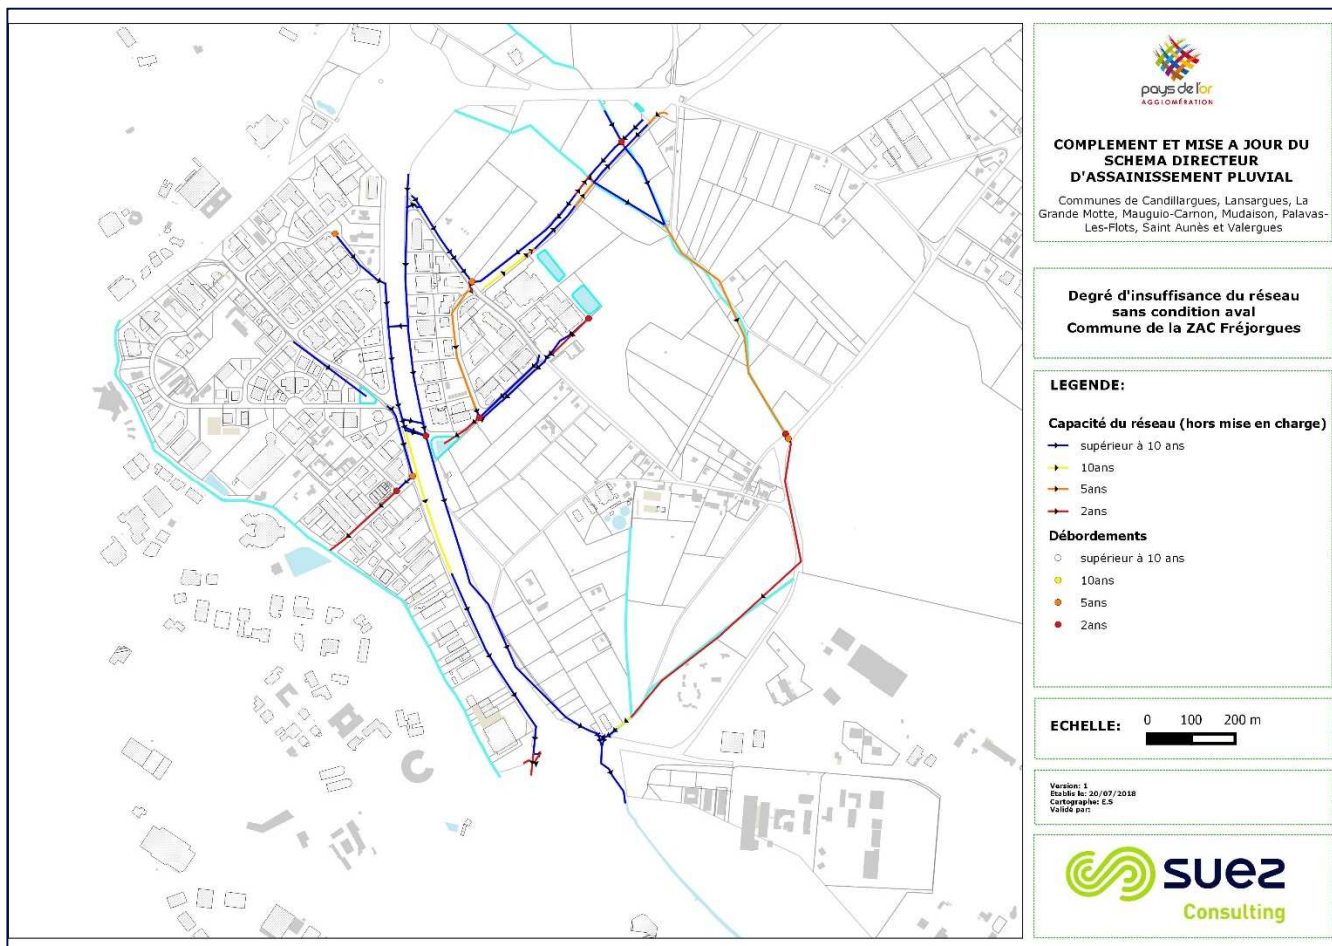 pays de l'or
AGGLOMÉRATION
COMPLEMENT ET MISE A JOUR DU
SCHEMA DIRECTEUR
D'ASSAINISSEMENT PLUVIAL
Communes de Candillargues, Lansargues, La
Grande Motte, Mauguio-Carnon, Mudaison, Palavas-
Les-Flots, Saint Aunès et Valergues
Degré d'insuffisance du réseau
sans condition aval
Commune de la ZAC Fréjorgues
LEGENDE:
Capacité du réseau (hors mise en charge)
supérieur à 10 ans
10ans
5ans
2ans
Débordements
supérieur à 10 ans
10ans
5ans
2ans
ECHELLE: 0 100 200 m
Version: 1
Etablis le: 20/07/2018
Cartographe: E.S
Validé par:
suez
Consulting